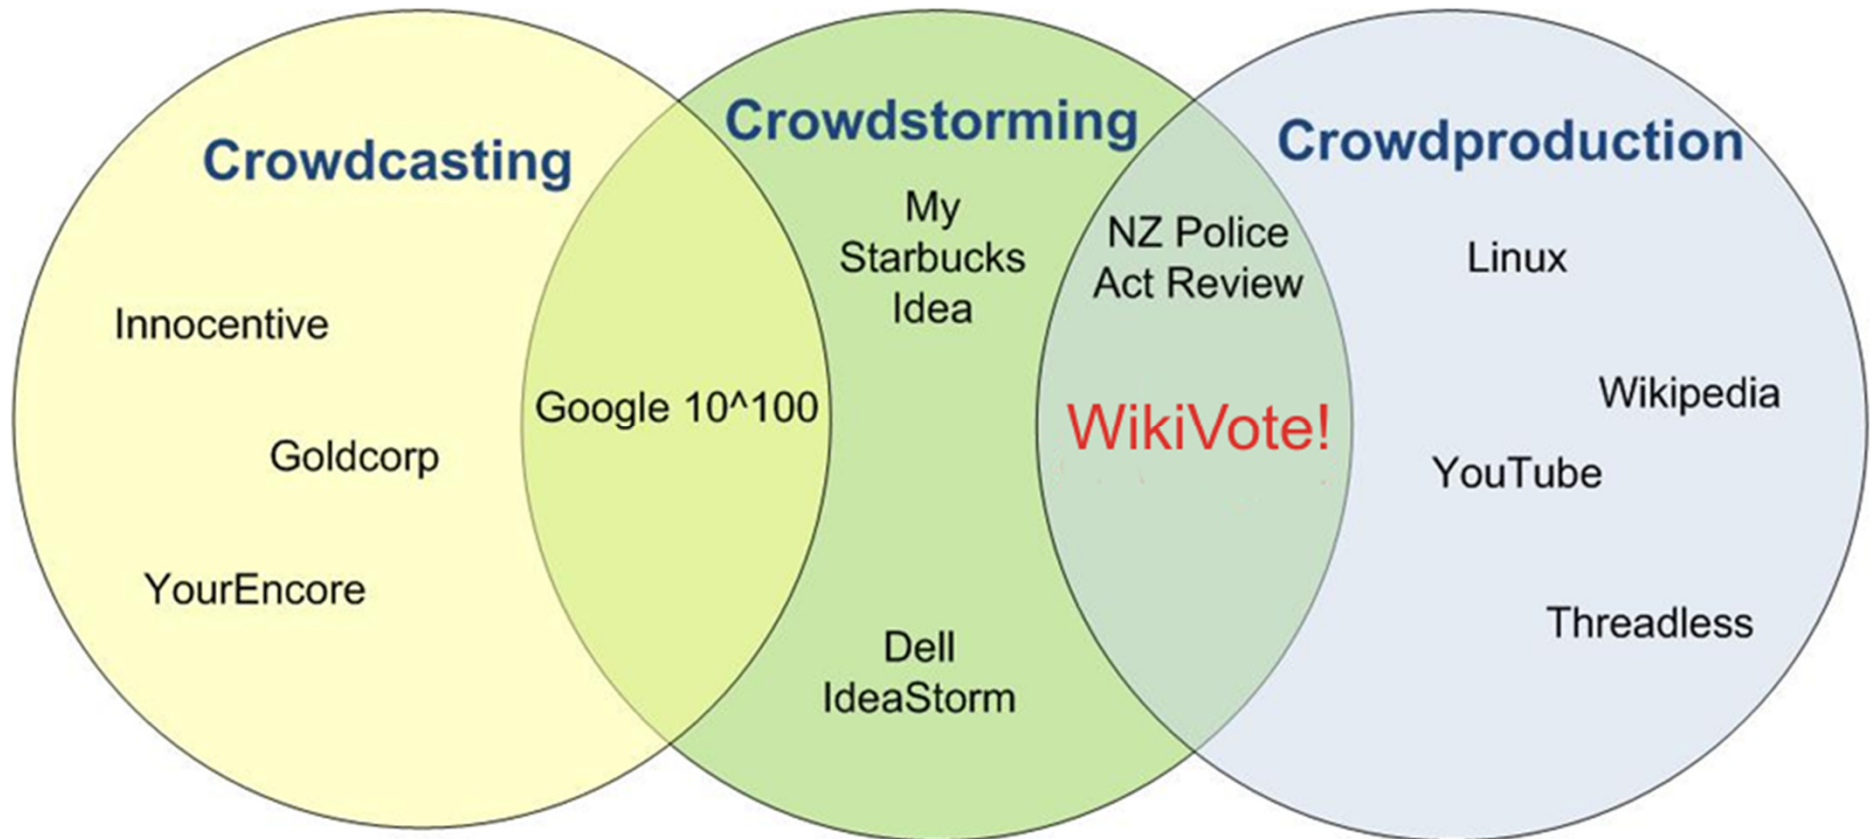 Crowdcasting
Innocentive
Goldcorp
YourEncore
Google 10^100
Crowdstorming
My
Starbucks
Idea
Dell
IdeaStorm
NZ Police
Act Review
WikiVote!
Crowdproduction
Linux
Wikipedia
YouTube
Threadless